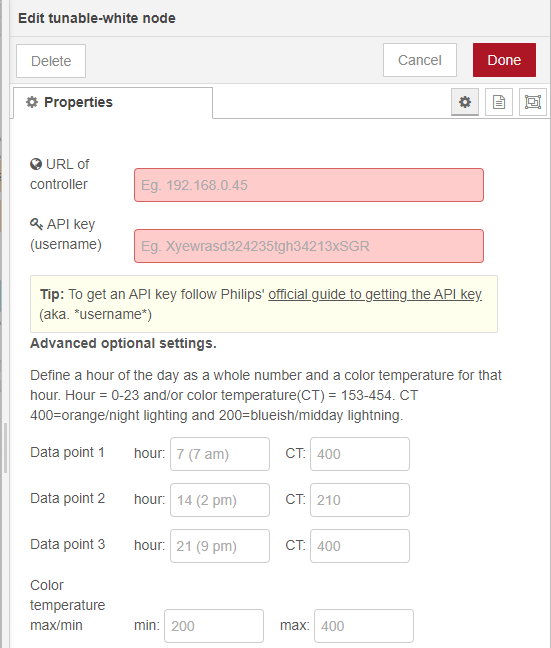 Edit tunable-white node
Delete
Cancel
Done
Properties
URL of
controller
Eg. 192.168.0.45
API key
(username)
Eg. Xyewrasd324235tgh34213xSGR
Tip: To get an API key follow Philips' official guide to getting the API key
(aka. *username*)
Advanced optional settings.
Define a hour of the day as a whole number and a color temperature for that
hour. Hour = 0-23 and/or color temperature(CT) = 153-454. CT
400=orange/night lighting and 200=blueish/midday lightning.
Data point 1 hour: 7 (7 am) CT: 400
Data point 2 hour: 14 (2 pm) CT: 210
Data point 3 hour: 21 (9 pm) CT: 400
Color
temperature
max/min min: 200 max: 400